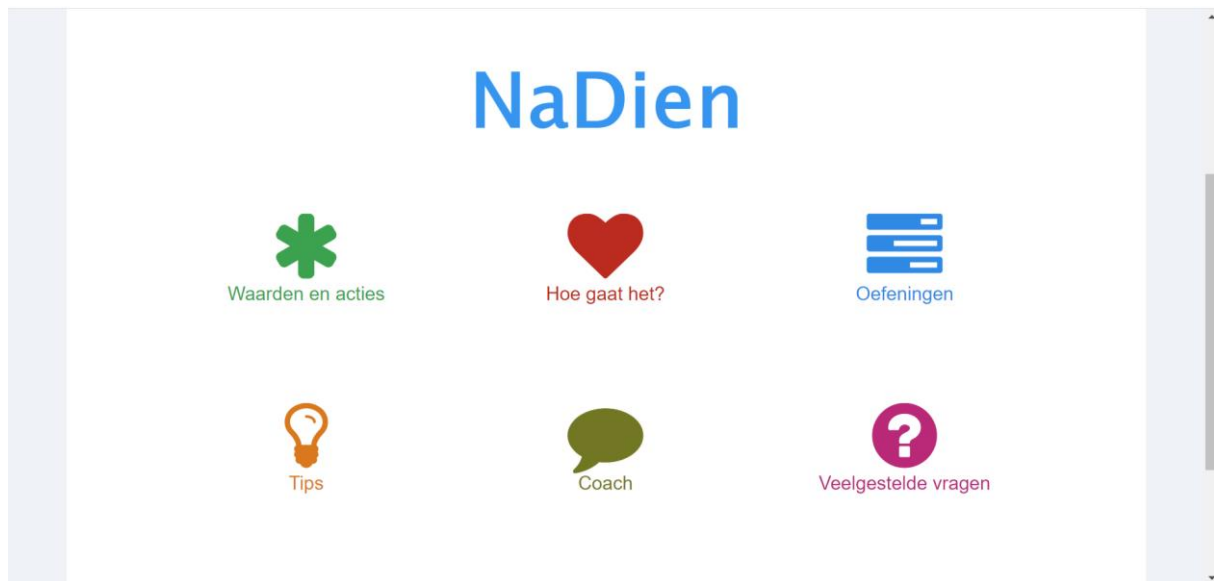 NaDien
Waarden en acties
Hoe gaat het?
Oefeningen
Tips
Coach
Veelgestelde vragen